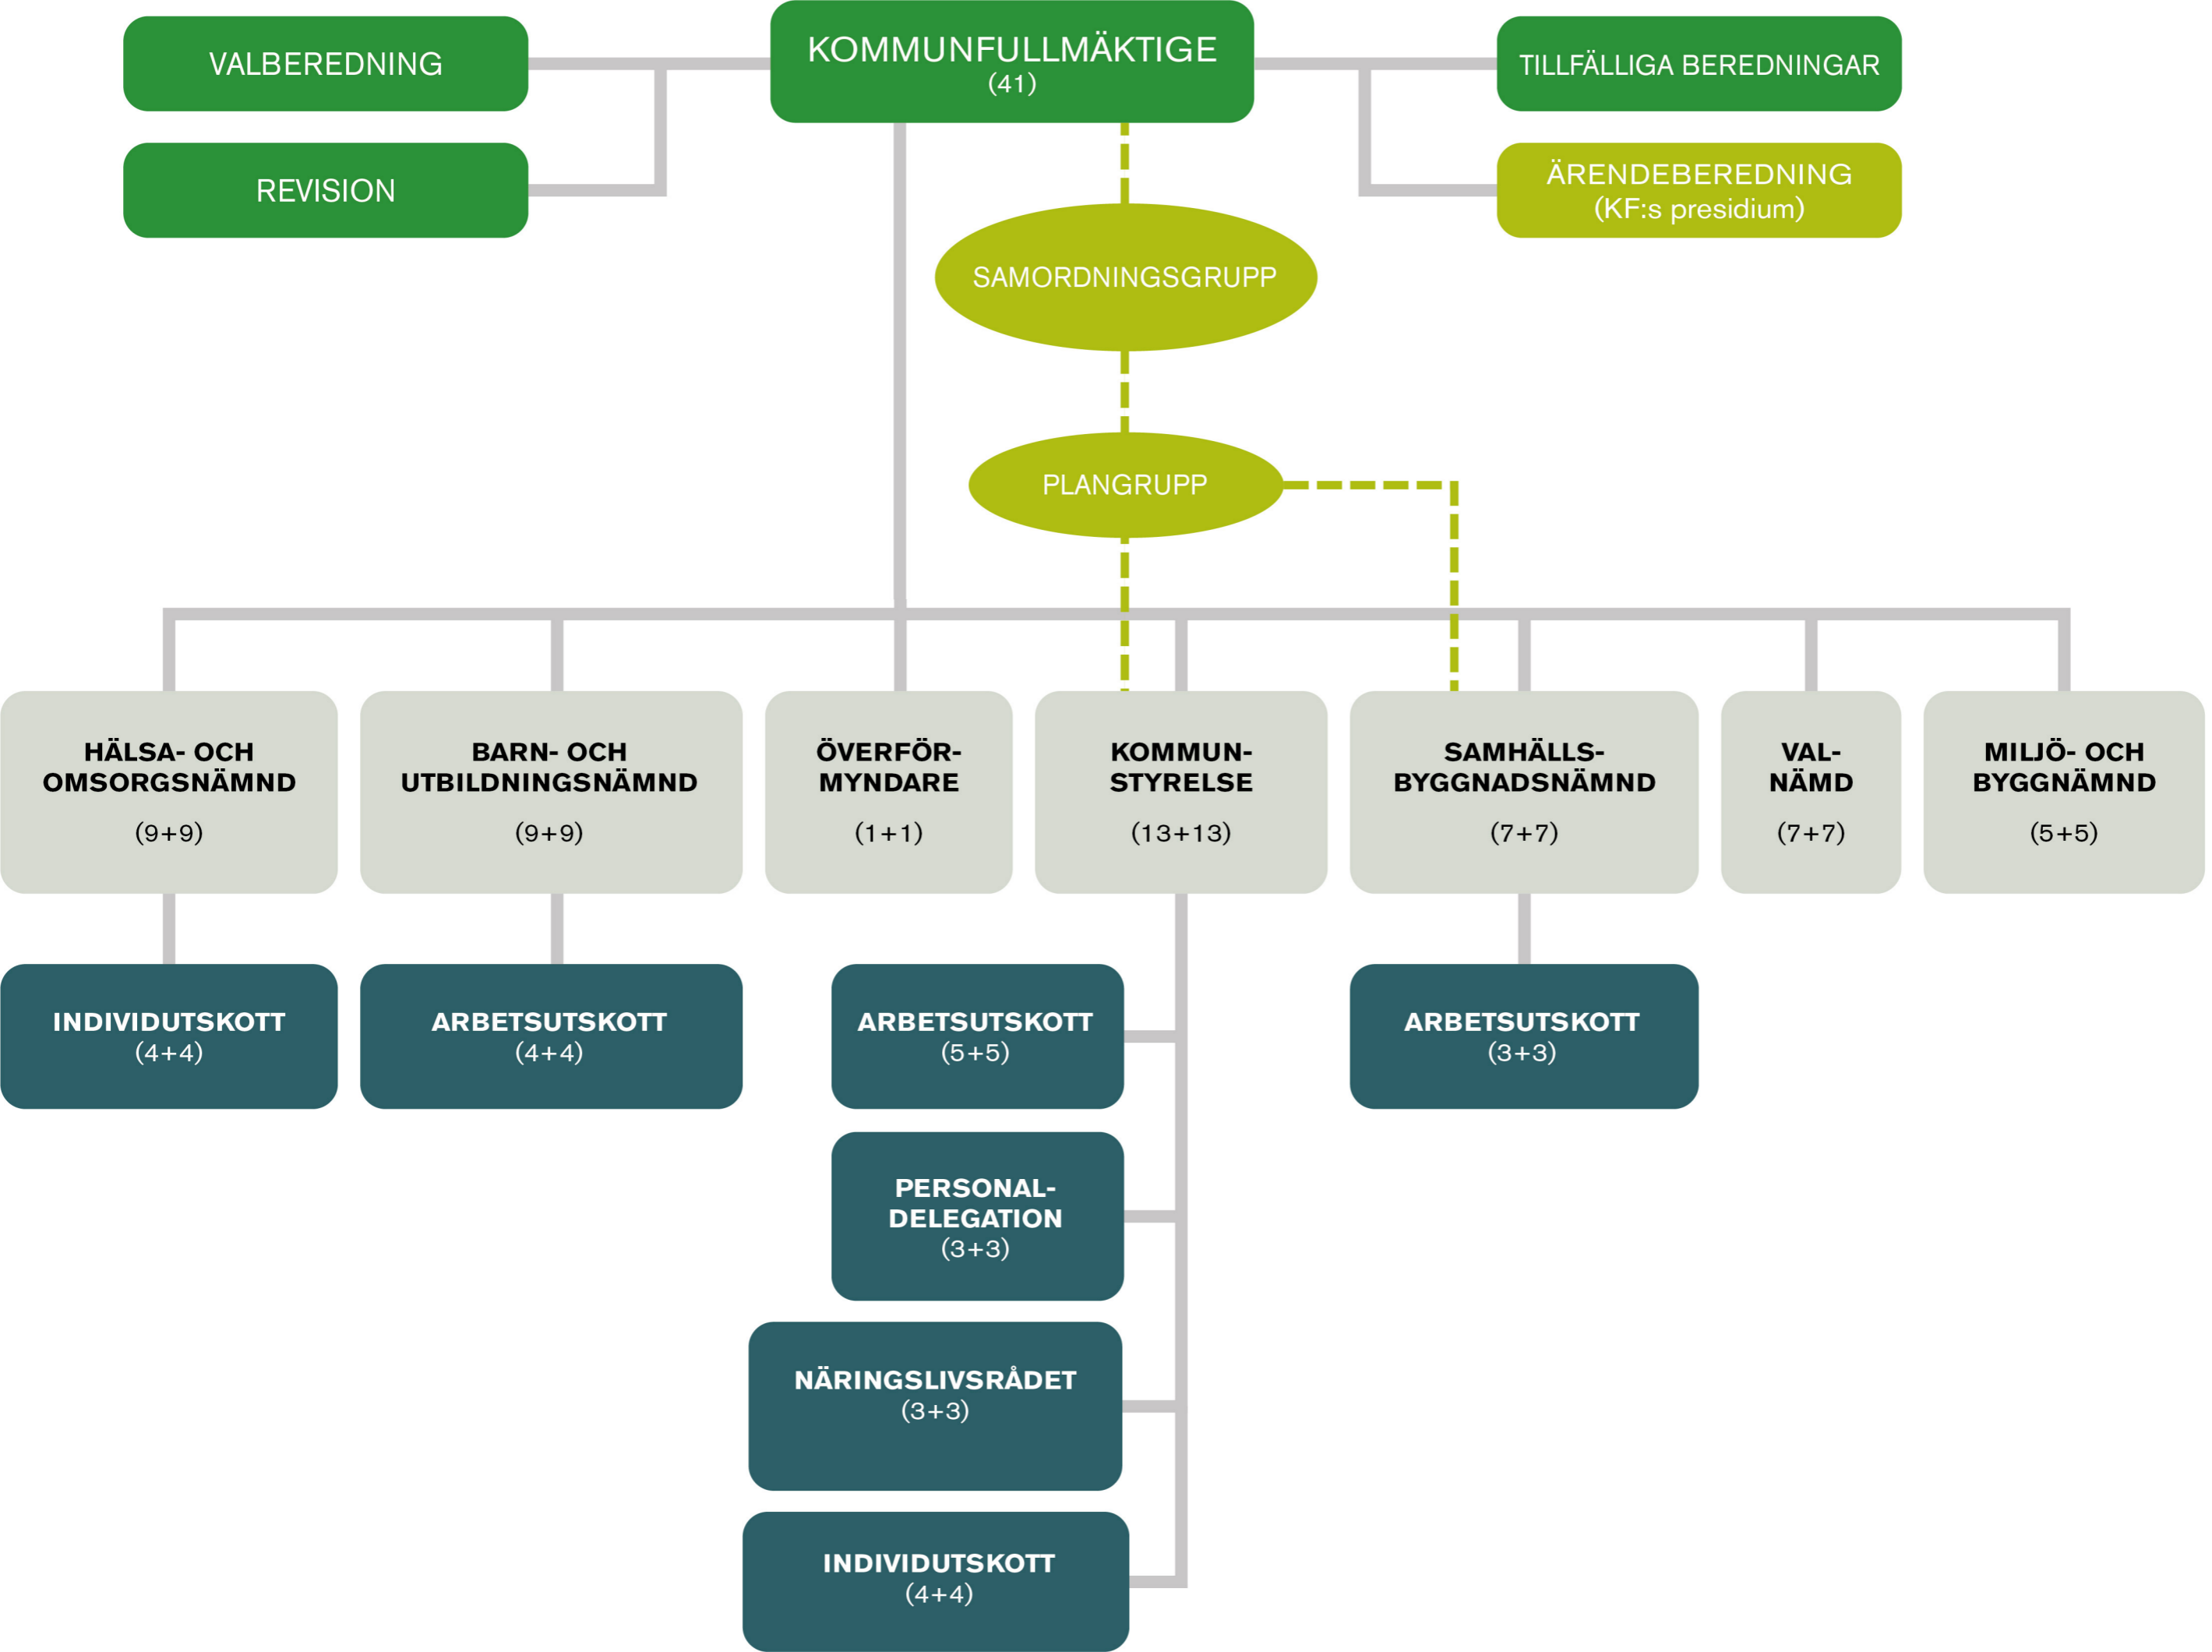 VALBEREDNING
KOMMUNFULLMÄKTIGE
(41)
TILLFÄLLIGA BEREDNINGAR
REVISION
ÄRENDEBEREDNING
(KF:s presidium)
SAMORDNINGSGRUPP
PLANGRUPP
HÄLSA- OCH
OMSORGSNÄMND
(9+9)
BARN- OCH
UTBILDNINGSNÄMND
(9+9)
ÖVERFÖR-
MYNDARE
(1+1)
KOMMUN-
STYRELSE
(13+13)
SAMHÄLLS-
BYGGNADSNÄMND
(7+7)
VAL-
NÄMD
(7+7)
MILJÖ- OCH
BYGGNÄMND
(5+5)
INDIVIDUTSKOTT
(4+4)
ARBETSUTSKOTT
(4+4)
ARBETSUTSKOTT
(5+5)
ARBETSUTSKOTT
(3+3)
PERSONAL-
DELEGATION
(3+3)
NÄRINGSLIVSRÅDET
(3+3)
INDIVIDUTSKOTT
(4+4)